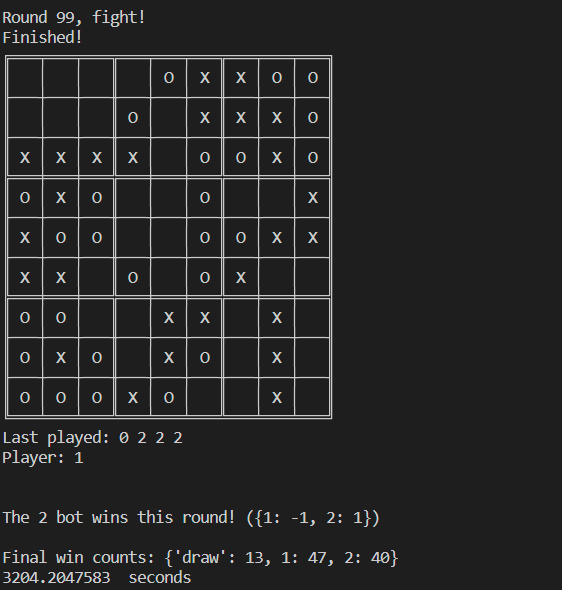 Round 99, fight!
Finished!
O X X O O
O X X X O
X X X X O O X O
O X O O X
X O O O O X X
X X O O X
O O X X X
O X O X O X
O O O X O X
Last played: 0 2 2 2
Player: 1
The 2 bot wins this round! ({1: -1, 2: 1})
Final win counts: {'draw': 13, 1: 47, 2: 40}
3204.2047583 seconds